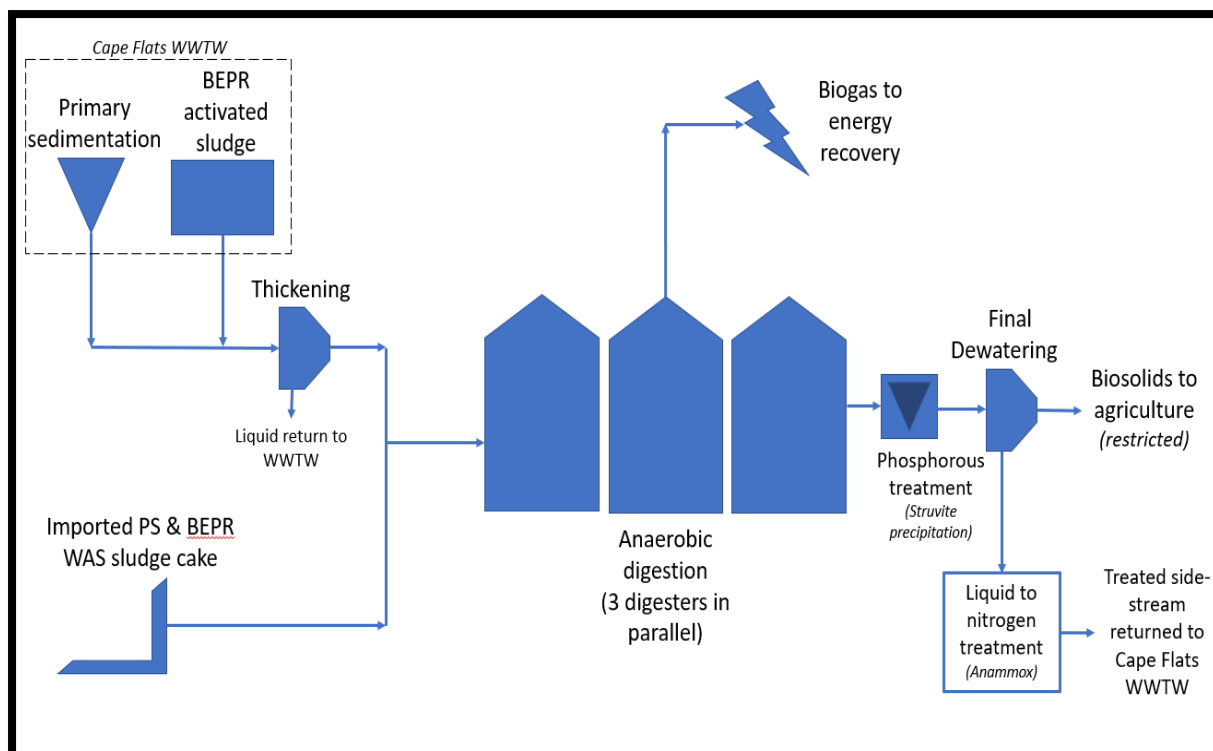 Cape Flats WWTW
Primary
sedimentation
BEPR
activated
sludge
Thickening
Liquid return to
WWTW
Imported PS & BEPR
WAS sludge cake
Biogas to
energy
recovery
Anaerobic
digestion
(3 digesters in
parallel)
Phosphorous
treatment
(Struvite
precipitation)
Final
Dewatering
Biosolids to
agriculture
(restricted)
Liquid to
nitrogen
treatment
(Anammox)
Treated side-
stream
returned to
Cape Flats
WWTW